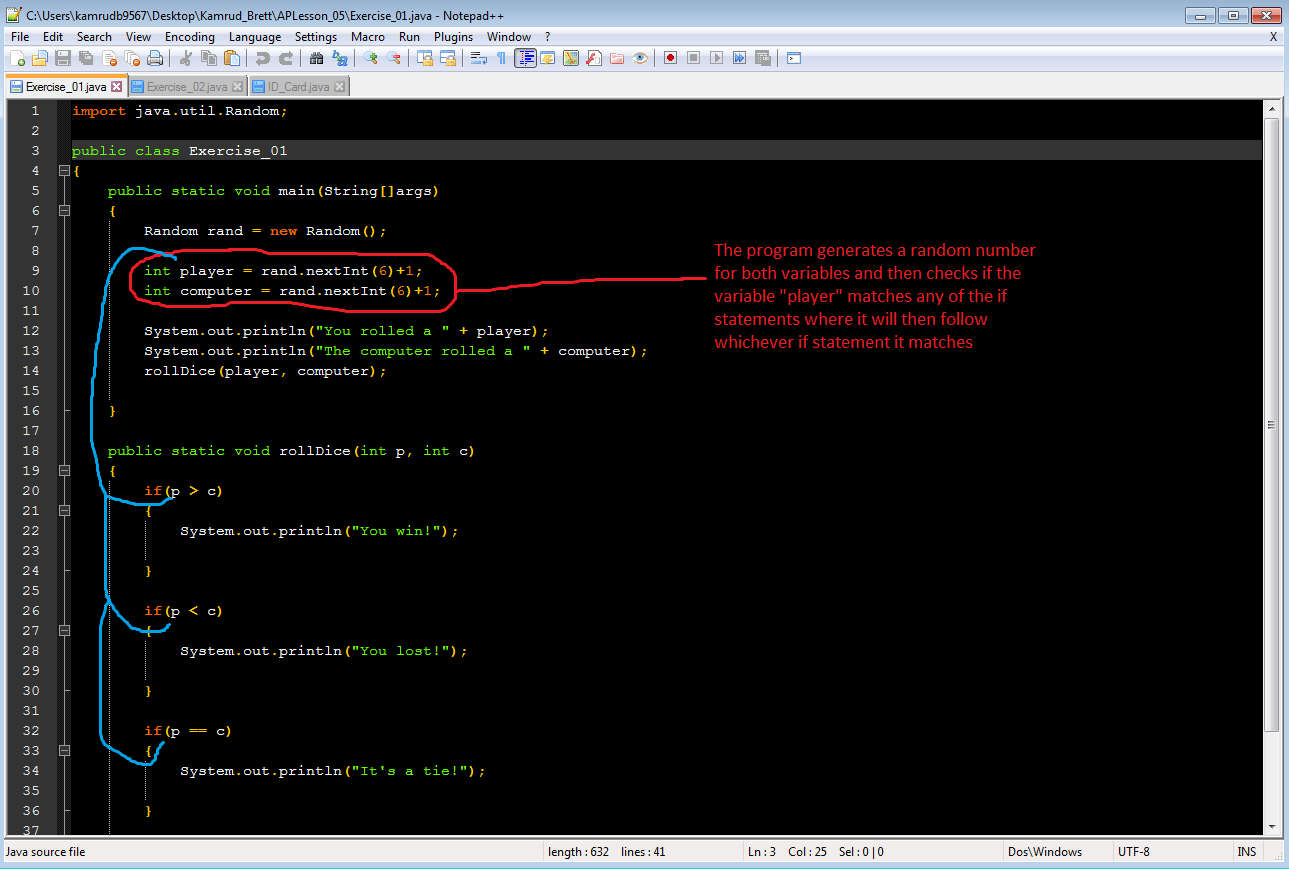 C:\Users\kamrudb9567\Desktop\Kamrud_Brett\APLesson_05\Exercise_01.java - Notepad++
File Edit Search View Encoding Language Settings Macro Run Plugins Window ? X
Exercise_01.java Exercise_02.java ID_Card.java
1 import java.util.Random;
2
3 public class Exercise_01
4 {
5 public static void main(String[]args)
6 {
7 Random rand = new Random();
8
9 int player = rand.nextInt(6)+1;
10 int computer = rand.nextInt(6)+1;
11
12 System.out.println("You rolled a " + player);
13 System.out.println("The computer rolled a " + computer);
14 rollDice(player, computer);
15
16 }
17
18 public static void rollDice(int p, int c)
19 {
20 if(p > c)
21 {
22 System.out.println("You win!");
23
24 }
25
26 if(p < c)
27 {
28 System.out.println("You lost!");
29
30 }
31
32 if(p == c)
33 {
34 System.out.println("It's a tie!");
35
36 }
37
The program generates a random number
for both variables and then checks if the
variable "player" matches any of the if
statements where it will then follow
whichever if statement it matches
Java source file length : 632 lines : 41 Ln : 3 Col : 25 Sel : 0 | 0 Dos\Windows UTF-8 INS